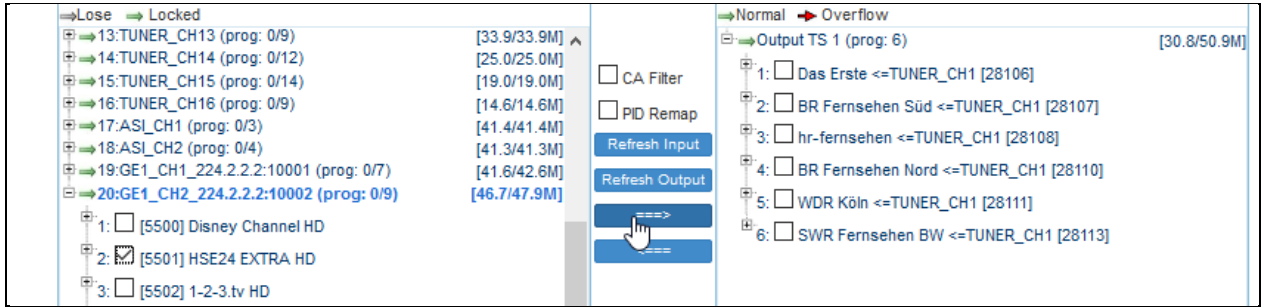 Lose Locked
13:TUNER_CH13 (prog: 0/9) [33.9/33.9M]
14:TUNER_CH14 (prog: 0/12) [25.0/25.0M]
15:TUNER_CH15 (prog: 0/14) [19.0/19.0M]
16:TUNER_CH16 (prog: 0/9) [14.6/14.6M]
17:ASI_CH1 (prog: 0/3) [41.4/41.4M]
18:ASI_CH2 (prog: 0/4) [41.3/41.3M]
19:GE1_CH1_224.2.2.2:10001 (prog: 0/7) [41.6/42.6M]
20:GE1_CH2_224.2.2.2:10002 (prog: 0/9) [46.7/47.9M]
1: [5500] Disney Channel HD
2: [5501] HSE24 EXTRA HD
3: [5502] 1-2-3.tv HD
CA Filter
PID Remap
Refresh Input
Refresh Output
===>
<===
Normal Overflow
Output TS 1 (prog: 6) [30.8/50.9M]
1: Das Erste <=TUNER_CH1 [28106]
2: BR Fernsehen Süd <=TUNER_CH1 [28107]
3: hr-fernsehen <=TUNER_CH1 [28108]
4: BR Fernsehen Nord <=TUNER_CH1 [28110]
5: WDR Köln <=TUNER_CH1 [28111]
6: SWR Fernsehen BW <=TUNER_CH1 [28113]